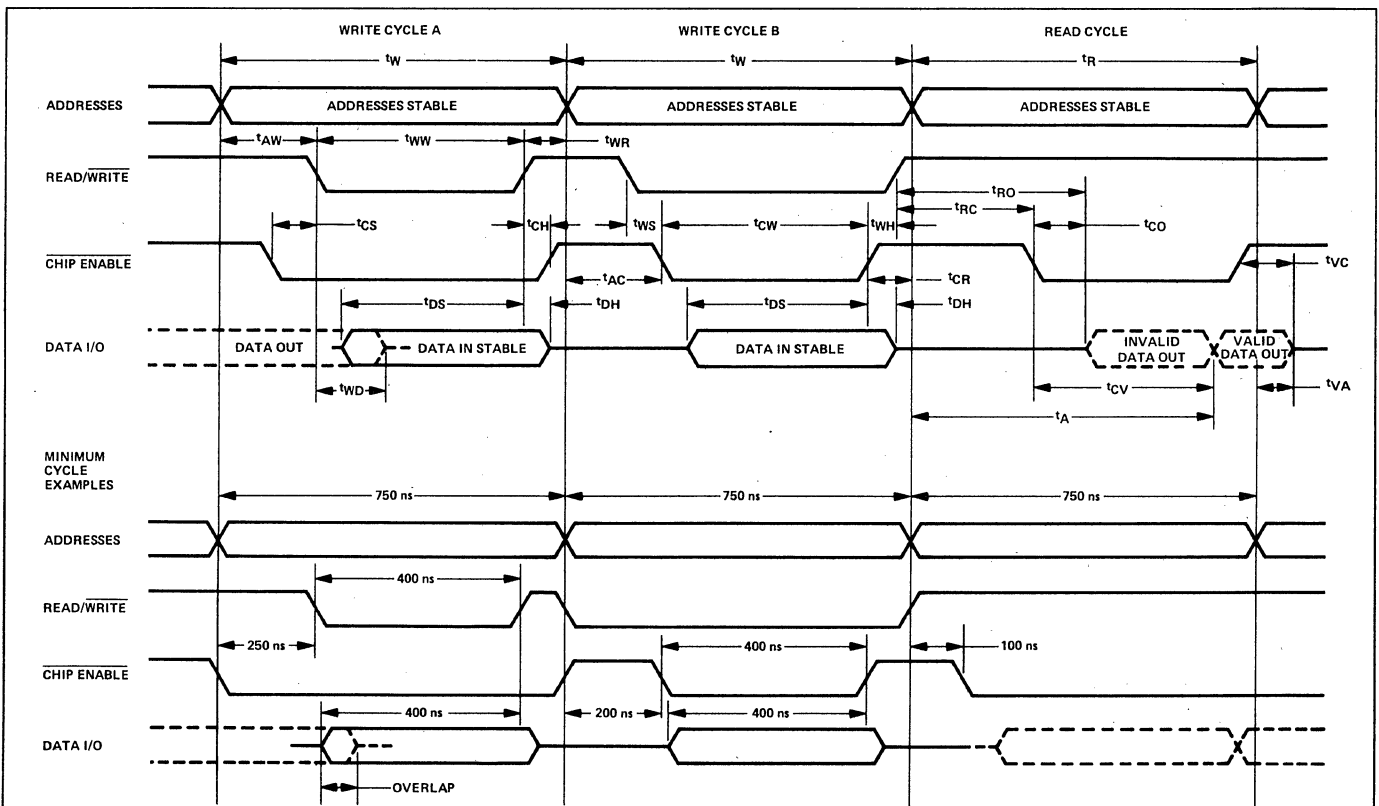 WRITE CYCLE A WRITE CYCLE B READ CYCLE
tW tW tR
ADDRESSES ADDRESSES STABLE ADDRESSES STABLE ADDRESSES STABLE
tAW tWW tWR
READ/WRITE
tRO
tRC
tCS tCH tWS tCW tWH tCO
CHIP ENABLE
tVC
tAC tCR
tDS tDH tDS tDH
DATA I/O DATA OUT DATA IN STABLE DATA IN STABLE INVALID DATA OUT VALID DATA OUT
tWD tCV tVA
tA
MINIMUM
CYCLE
EXAMPLES
750 ns 750 ns 750 ns
ADDRESSES
400 ns
READ/WRITE
250 ns 400 ns 100 ns
CHIP ENABLE
400 ns 200 ns 400 ns
DATA I/O
OVERLAP